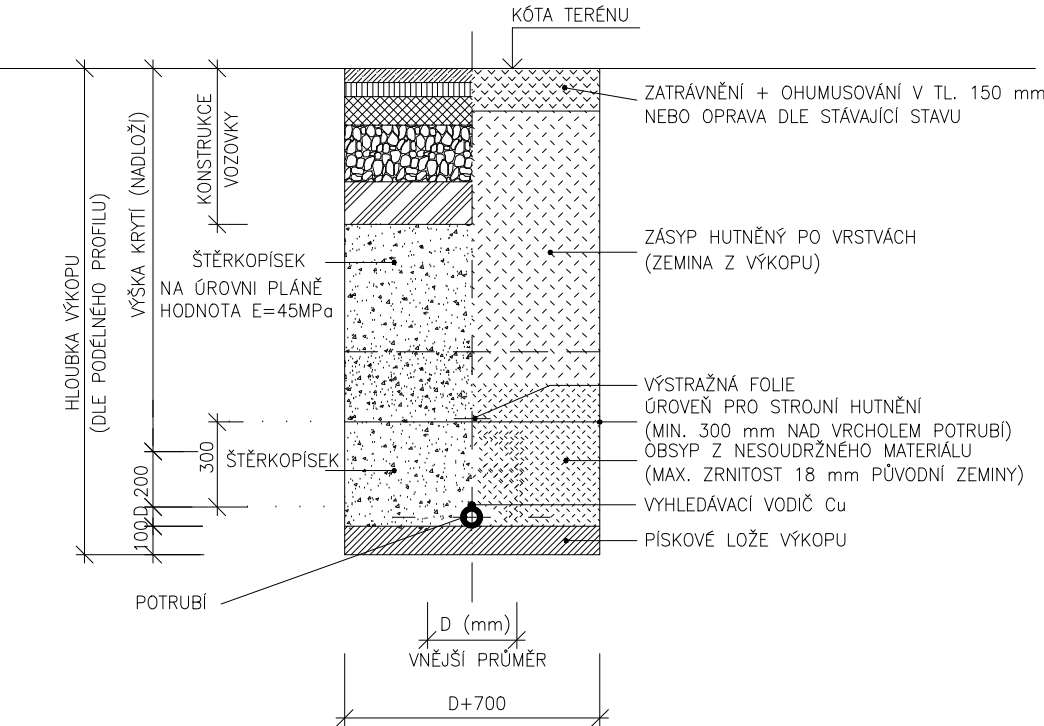 KÓTA TERÉNU
ZATRÁVNĚNÍ + OHUMUSOVÁNÍ V TL. 150 mm
NEBO OPRAVA DLE STÁVAJÍCÍ STAVU
HLOUBKA VÝKOPU
(DLE PODÉLNÉHO PROFILU)
VÝŠKA KRYTÍ (NADLOŽÍ)
KONSTRUKCE
VOZOVKY
ZÁSYP HUTNĚNÝ PO VRSTVÁCH
(ZEMINA Z VÝKOPU)
ŠTĚRKOPÍSEK
NA ÚROVNI PLÁNĚ
HODNOTA E=45MPa
VÝSTRAŽNÁ FOLIE
ÚROVEŇ PRO STROJNÍ HUTNĚNÍ
(MIN. 300 mm NAD VRCHOLEM POTRUBÍ)
OBSYP Z NESOUDRŽNÉHO MATERIÁLU
(MAX. ZRNITOST 18 mm PŮVODNÍ ZEMINY)
300
ŠTĚRKOPÍSEK
200
D
100
VYHLEDÁVACÍ VODIČ Cu
PÍSKOVÉ LOŽE VÝKOPU
POTRUBÍ
D (mm)
VNĚJŠÍ PRŮMĚR
D+700